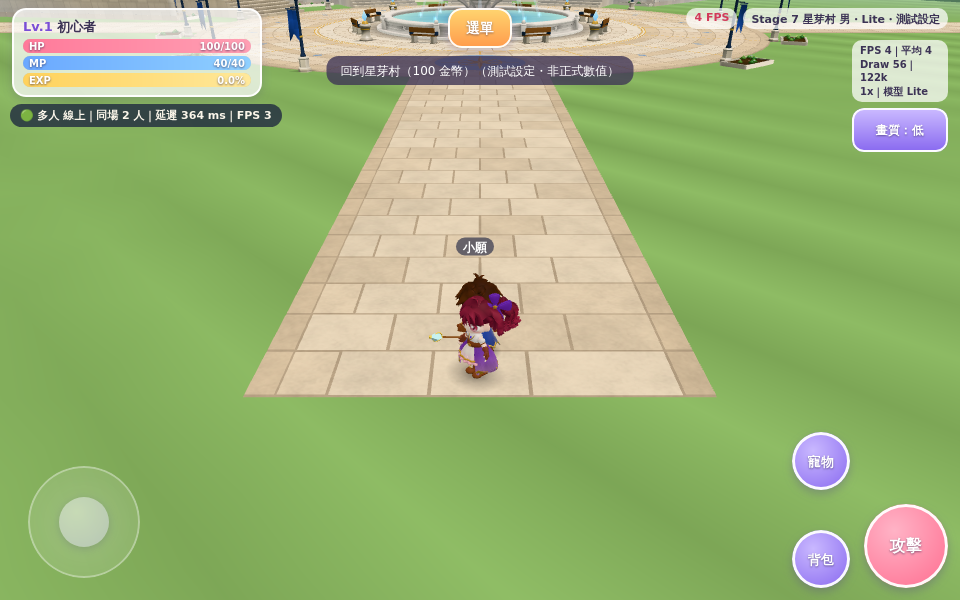 Lv.1 初心者
HP 100/100
MP 40/40
EXP 0.0%
🟢 多人 線上 | 同場 2 人 | 延遲 364 ms | FPS 3
選單
回到星芽村（100 金幣）（測試設定・非正式數值）
4 FPS
Stage 7 星芽村 男・Lite・測試設定
FPS 4 | 平均 4
Draw 56 |
122k
1x | 模型 Lite
畫質：低
小願
寵物
背包
攻擊